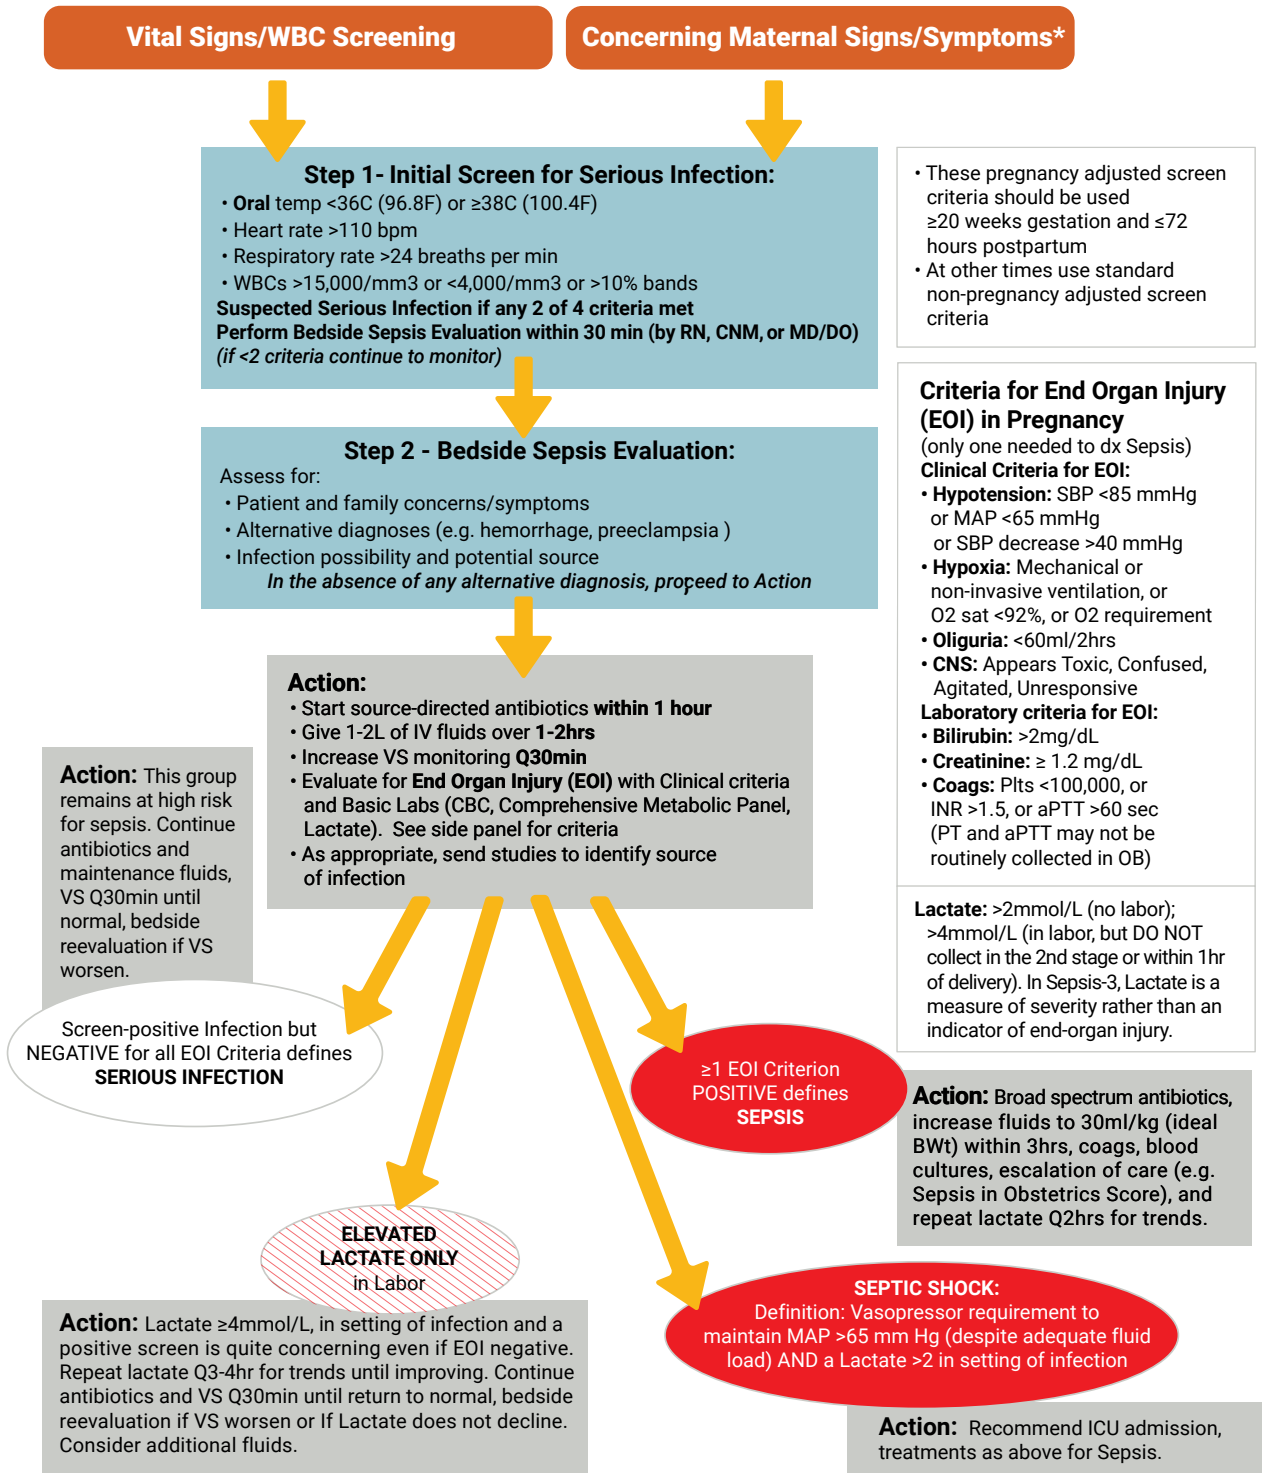 Vital Signs/WBC Screening
Concerning Maternal Signs/Symptoms*
Step 1- Initial Screen for Serious Infection:
• Oral temp <36C (96.8F) or ≥38C (100.4F)
• Heart rate >110 bpm
• Respiratory rate >24 breaths per min
• WBCs >15,000/mm3 or <4,000/mm3 or >10% bands
Suspected Serious Infection if any 2 of 4 criteria met
Perform Bedside Sepsis Evaluation within 30 min (by RN, CNM, or MD/DO)
(if <2 criteria continue to monitor)
• These pregnancy adjusted screen
criteria should be used
≥20 weeks gestation and ≤72
hours postpartum
• At other times use standard
non-pregnancy adjusted screen
criteria
Step 2 - Bedside Sepsis Evaluation:
Assess for:
• Patient and family concerns/symptoms
• Alternative diagnoses (e.g. hemorrhage, preeclampsia )
• Infection possibility and potential source
In the absence of any alternative diagnosis, proceed to Action
Criteria for End Organ Injury
(EOI) in Pregnancy
(only one needed to dx Sepsis)
Clinical Criteria for EOI:
• Hypotension: SBP <85 mmHg
or MAP <65 mmHg
or SBP decrease >40 mmHg
• Hypoxia: Mechanical or
non-invasive ventilation, or
O2 sat <92%, or O2 requirement
• Oliguria: <60ml/2hrs
• CNS: Appears Toxic, Confused,
Agitated, Unresponsive
Laboratory criteria for EOI:
• Bilirubin: >2mg/dL
• Creatinine: ≥ 1.2 mg/dL
• Coags: Plts <100,000, or
INR >1.5, or aPTT >60 sec
(PT and aPTT may not be
routinely collected in OB)
Lactate: >2mmol/L (no labor);
>4mmol/L (in labor, but DO NOT
collect in the 2nd stage or within 1hr
of delivery). In Sepsis-3, Lactate is a
measure of severity rather than an
indicator of end-organ injury.
Action:
• Start source-directed antibiotics within 1 hour
• Give 1-2L of IV fluids over 1-2hrs
• Increase VS monitoring Q30min
• Evaluate for End Organ Injury (EOI) with Clinical criteria
and Basic Labs (CBC, Comprehensive Metabolic Panel,
Lactate). See side panel for criteria
• As appropriate, send studies to identify source
of infection
Action: This group
remains at high risk
for sepsis. Continue
antibiotics and
maintenance fluids,
VS Q30min until
normal, bedside
reevaluation if VS
worsen.
Screen-positive Infection but
NEGATIVE for all EOI Criteria defines
SERIOUS INFECTION
≥1 EOI Criterion
POSITIVE defines
SEPSIS
Action: Broad spectrum antibiotics,
increase fluids to 30ml/kg (ideal
BWt) within 3hrs, coags, blood
cultures, escalation of care (e.g.
Sepsis in Obstetrics Score), and
repeat lactate Q2hrs for trends.
ELEVATED
LACTATE ONLY
in Labor
Action: Lactate ≥4mmol/L, in setting of infection and a
positive screen is quite concerning even if EOI negative.
Repeat lactate Q3-4hr for trends until improving. Continue
antibiotics and VS Q30min until return to normal, bedside
reevaluation if VS worsen or If Lactate does not decline.
Consider additional fluids.
SEPTIC SHOCK:
Definition: Vasopressor requirement to
maintain MAP >65 mm Hg (despite adequate fluid
load) AND a Lactate >2 in setting of infection
Action: Recommend ICU admission,
treatments as above for Sepsis.